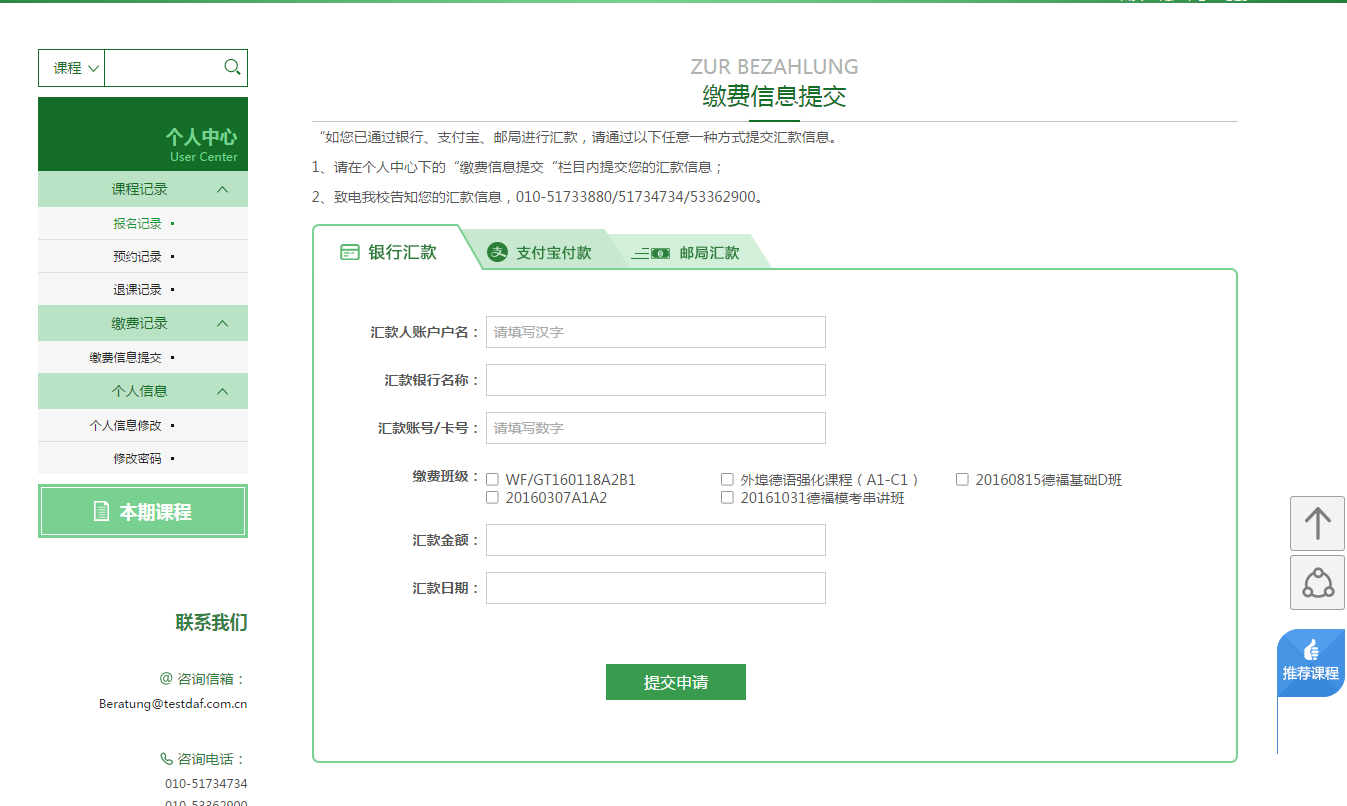 课程
个人中心
User Center
课程记录
报名记录
预约记录
退课记录
缴费记录
缴费信息提交
个人信息
个人信息修改
修改密码
本期课程
联系我们
@ 咨询信箱：
Beratung@testdaf.com.cn
咨询电话：
010-51734734
010-53362900
ZUR BEZAHLUNG
缴费信息提交
“如您已通过银行、支付宝、邮局进行汇款，请通过以下任意一种方式提交汇款信息。
1、请在个人中心下的“缴费信息提交“栏目内提交您的汇款信息；
2、致电我校告知您的汇款信息，010-51733880/51734734/53362900。
银行汇款 支付宝付款 邮局汇款
汇款人账户户名： 请填写汉字
汇款银行名称：
汇款账号/卡号： 请填写数字
缴费班级： WF/GT160118A2B1 外埠德语强化课程（A1-C1） 20160815德福基础D班
20160307A1A2 20161031德福模考串讲班
汇款金额：
汇款日期：
提交申请
推荐课程